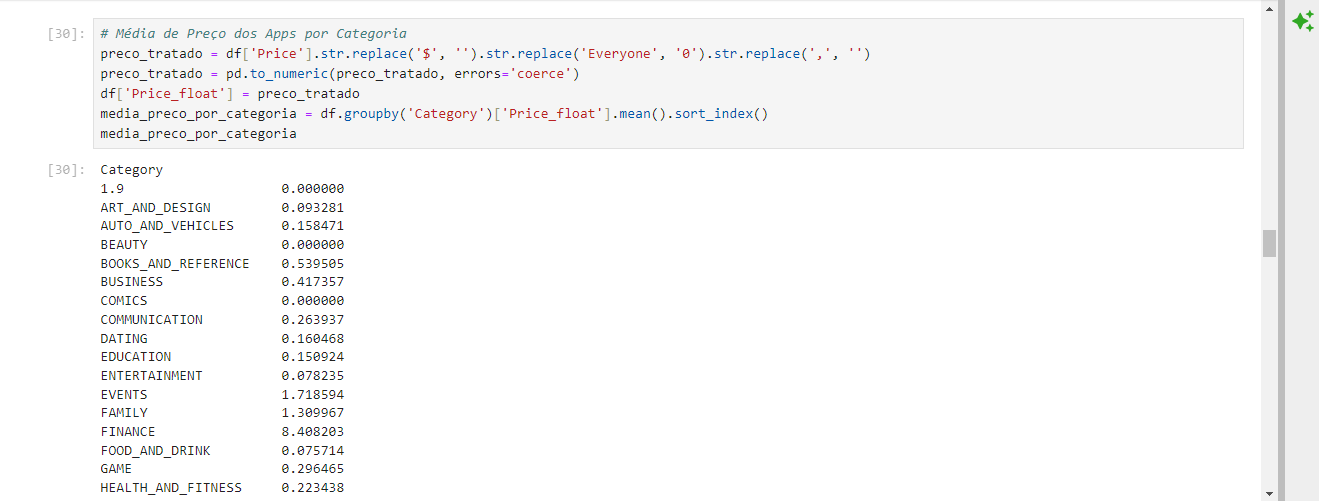 [30]: # Média de Preço dos Apps por Categoria
preco_tratado = df['Price'].str.replace('$', '').str.replace('Everyone', '0').str.replace(',', '')
preco_tratado = pd.to_numeric(preco_tratado, errors='coerce')
df['Price_float'] = preco_tratado
media_preco_por_categoria = df.groupby('Category')['Price_float'].mean().sort_index()
media_preco_por_categoria
[30]: Category
1.9 0.000000
ART_AND_DESIGN 0.093281
AUTO_AND_VEHICLES 0.158471
BEAUTY 0.000000
BOOKS_AND_REFERENCE 0.539505
BUSINESS 0.417357
COMICS 0.000000
COMMUNICATION 0.263937
DATING 0.160468
EDUCATION 0.150924
ENTERTAINMENT 0.078235
EVENTS 1.718594
FAMILY 1.309967
FINANCE 8.408203
FOOD_AND_DRINK 0.075714
GAME 0.296465
HEALTH_AND_FITNESS 0.223438